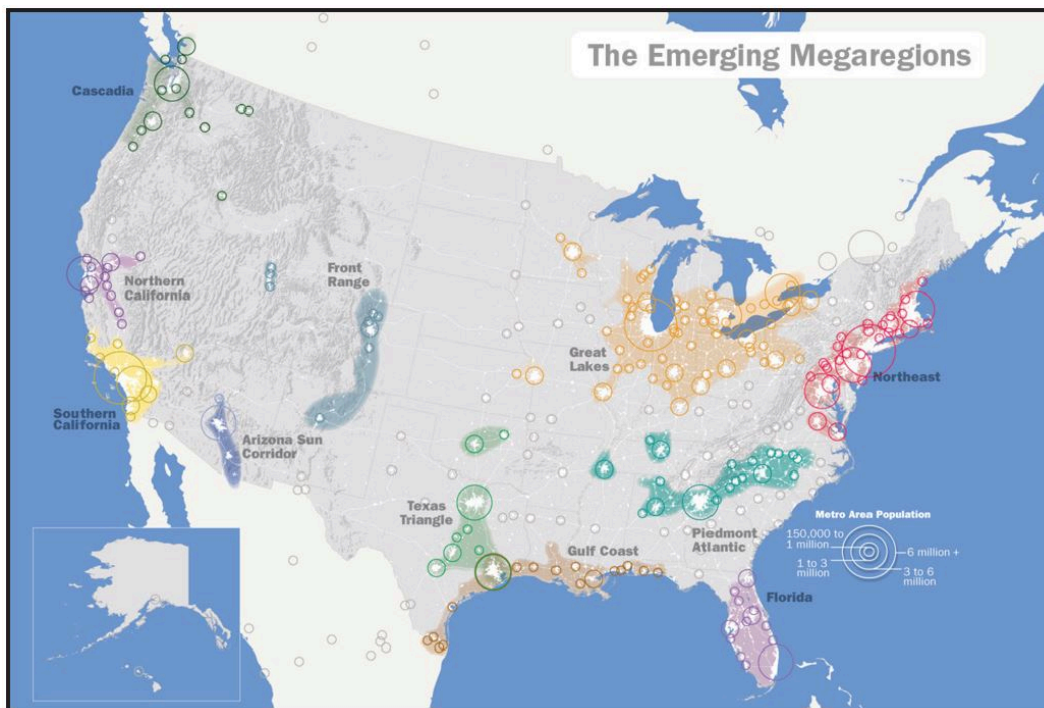 The Emerging Megaregions
Cascadia
Northern
California
Front
Range
Great
Lakes
Northeast
Southern
California
Arizona Sun
Corridor
Texas
Triangle
Gulf Coast
Piedmont
Atlantic
Florida
Metro Area Population
150,000 to
1 million
1 to 3
million
6 million +
3 to 6
million